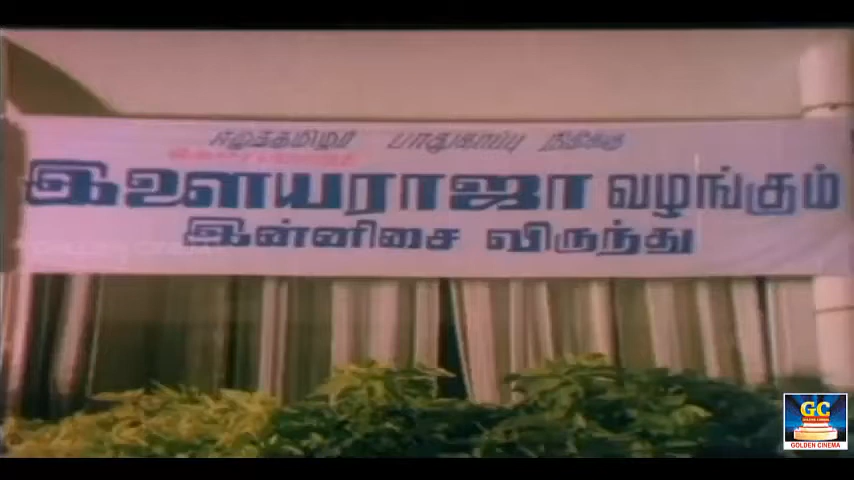 ஈழத்தமிழர் பாதுகாப்பு நிதிக்கு
இளையராஜா வழங்கும்
இன்னிசை விருந்து
GC
GOLDEN CINEMA